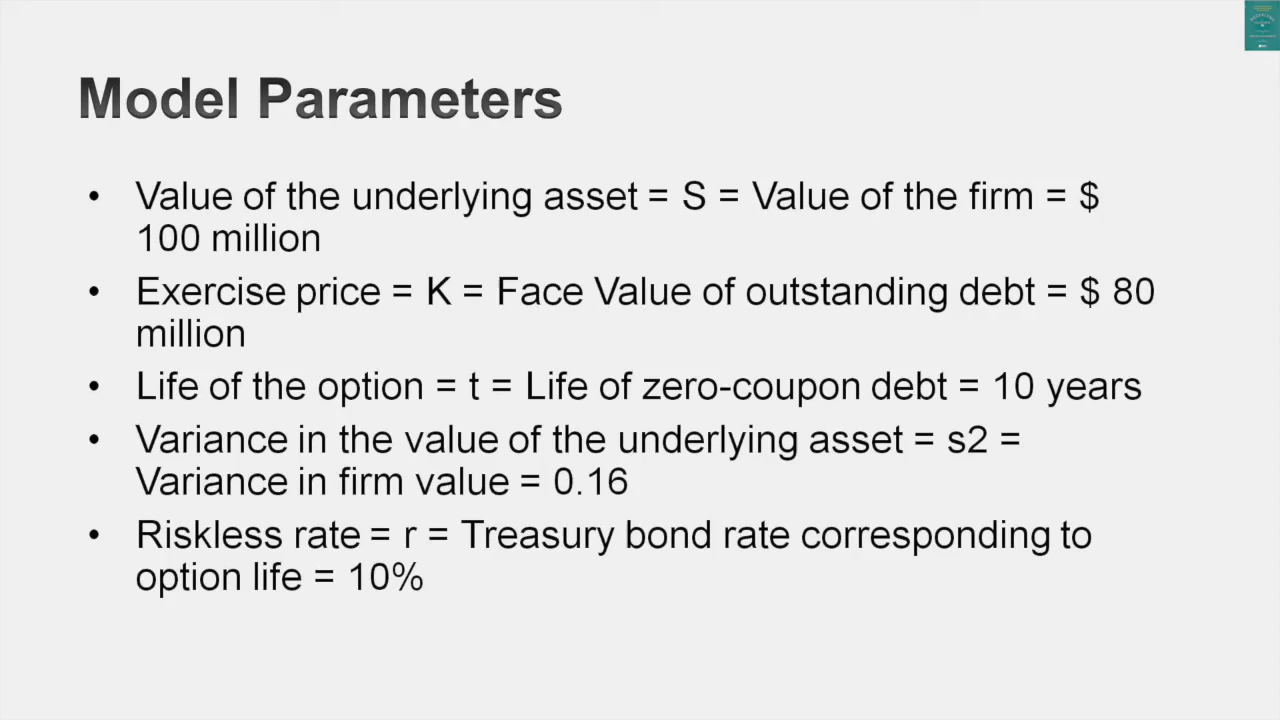 Model Parameters
• Value of the underlying asset = S = Value of the firm = $
100 million
• Exercise price = K = Face Value of outstanding debt = $ 80
million
• Life of the option = t = Life of zero-coupon debt = 10 years
• Variance in the value of the underlying asset = s2 =
Variance in firm value = 0.16
• Riskless rate = r = Treasury bond rate corresponding to
option life = 10%